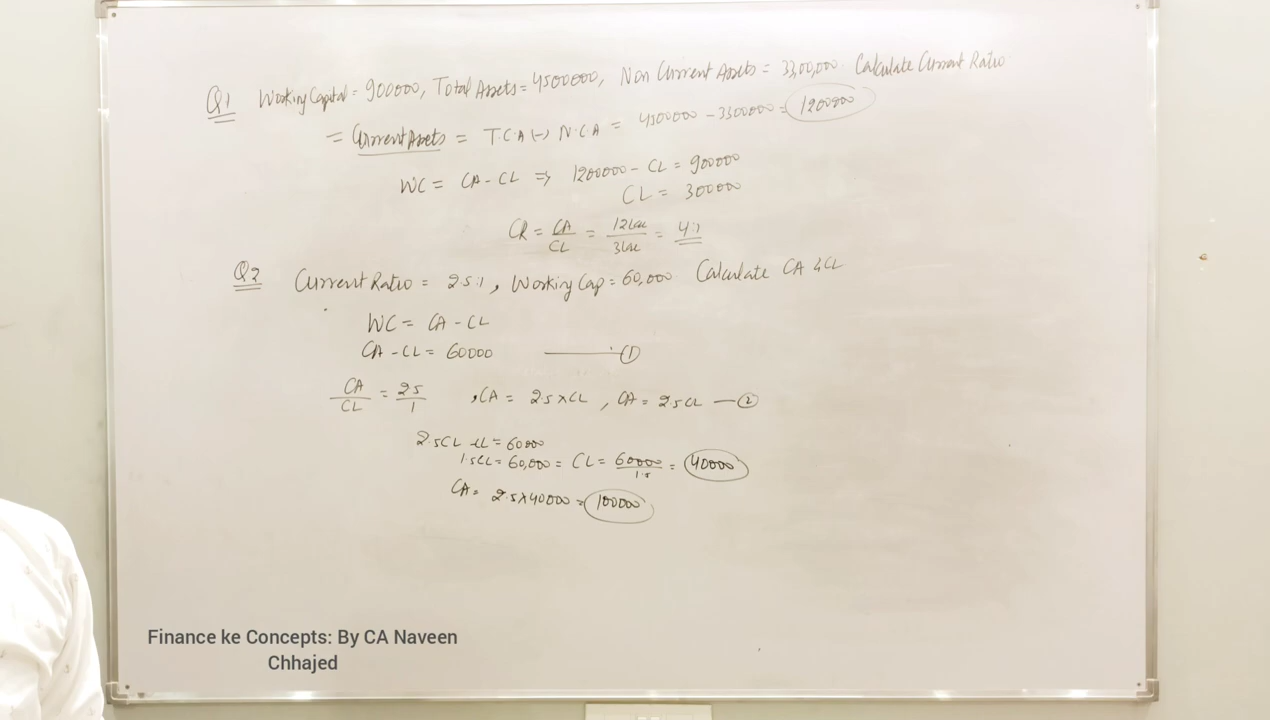 Q1 Working Capital = 900000, Total Assets = 4500000, Non Current Assets = 33,00,000. Calculate Current Ratio
= Current Assets = T.C.A (-) N.C.A = 4500000 - 3300000 = 1200000
WC = CA - CL ⇒ 1200000 - CL = 900000
CL = 300000
CR = CA/CL = 12Lac/3Lac = 4:1
Q2 Current Ratio = 2.5:1, Working Cap = 60,000 Calculate CA & CL
WC = CA - CL
CA - CL = 60000 ——— ①
CA/CL = 2.5/1 , CA = 2.5 x CL , CA = 2.5CL — ②
2.5CL - CL = 60000
1.5CL = 60,000 = CL = 60000/1.5 = 40000
CA = 2.5 x 40000 = 100000
Finance ke Concepts: By CA Naveen
Chhajed